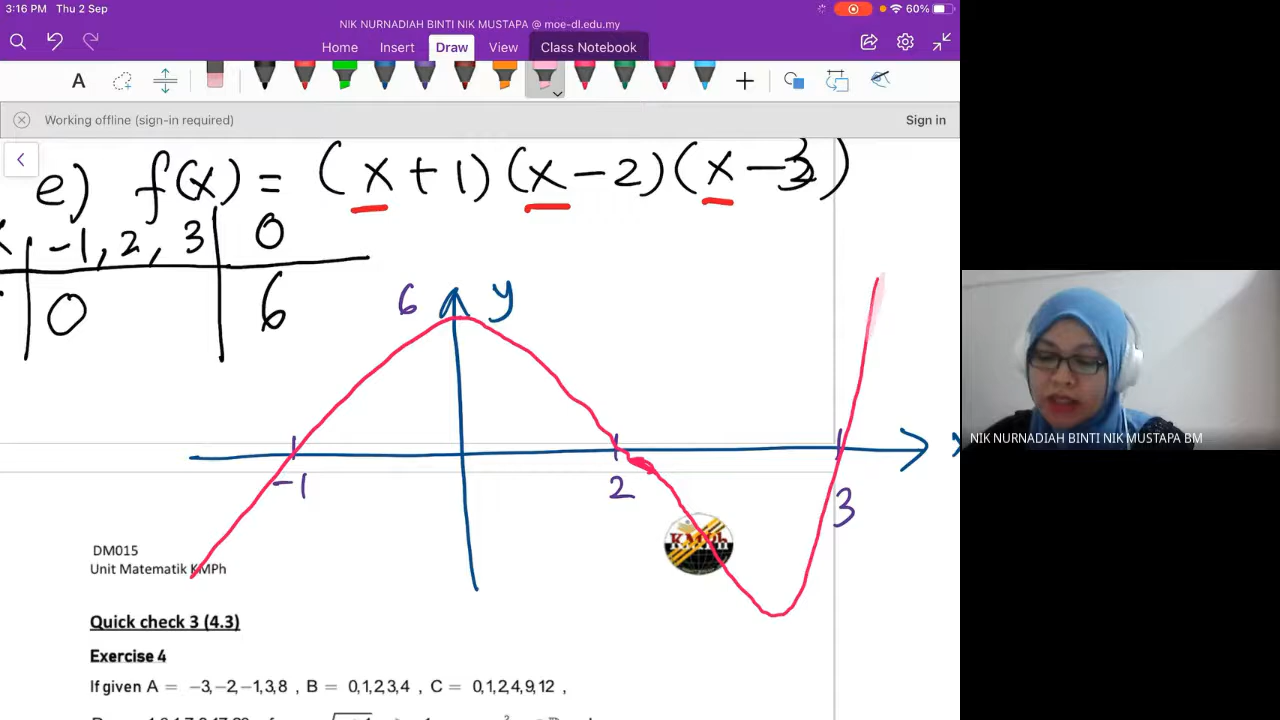 3:16 PM Thu 2 Sep
60%
NIK NURNADIAH BINTI NIK MUSTAPA @ moe-dl.edu.my
Home Insert Draw View Class Notebook
A
Working offline (sign-in required) Sign in
e) f(x) = (x + 1) (x - 2) (x - 3)
-1, 2, 3 0
0 6
6 y
-1 2 3
KMPh
NIK NURNADIAH BINTI NIK MUSTAPA BM
DM015
Unit Matematik KMPh
Quick check 3 (4.3)
Exercise 4
If given A = -3,-2,-1,3,8 , B = 0,1,2,3,4 , C = 0,1,2,4,9,12 ,